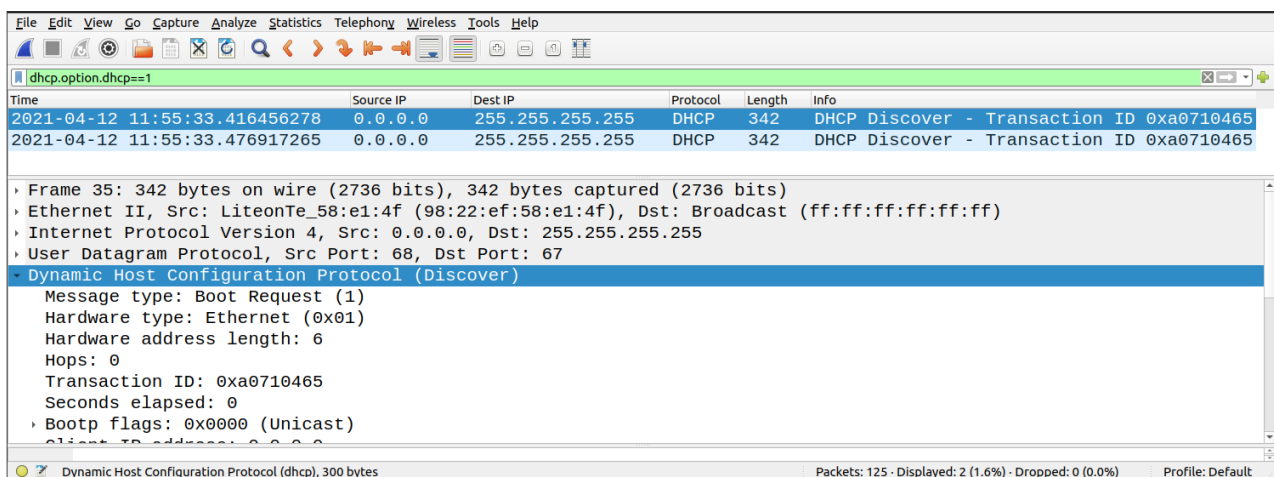 File Edit View Go Capture Analyze Statistics Telephony Wireless Tools Help
dhcp.option.dhcp==1
Time Source IP Dest IP Protocol Length Info
2021-04-12 11:55:33.416456278 0.0.0.0 255.255.255.255 DHCP 342 DHCP Discover - Transaction ID 0xa0710465
2021-04-12 11:55:33.476917265 0.0.0.0 255.255.255.255 DHCP 342 DHCP Discover - Transaction ID 0xa0710465
Frame 35: 342 bytes on wire (2736 bits), 342 bytes captured (2736 bits)
Ethernet II, Src: LiteonTe_58:e1:4f (98:22:ef:58:e1:4f), Dst: Broadcast (ff:ff:ff:ff:ff:ff)
Internet Protocol Version 4, Src: 0.0.0.0, Dst: 255.255.255.255
User Datagram Protocol, Src Port: 68, Dst Port: 67
Dynamic Host Configuration Protocol (Discover)
Message type: Boot Request (1)
Hardware type: Ethernet (0x01)
Hardware address length: 6
Hops: 0
Transaction ID: 0xa0710465
Seconds elapsed: 0
Bootp flags: 0x0000 (Unicast)
Client IP address: 0.0.0.0
Dynamic Host Configuration Protocol (dhcp), 300 bytes Packets: 125 · Displayed: 2 (1.6%) · Dropped: 0 (0.0%) Profile: Default